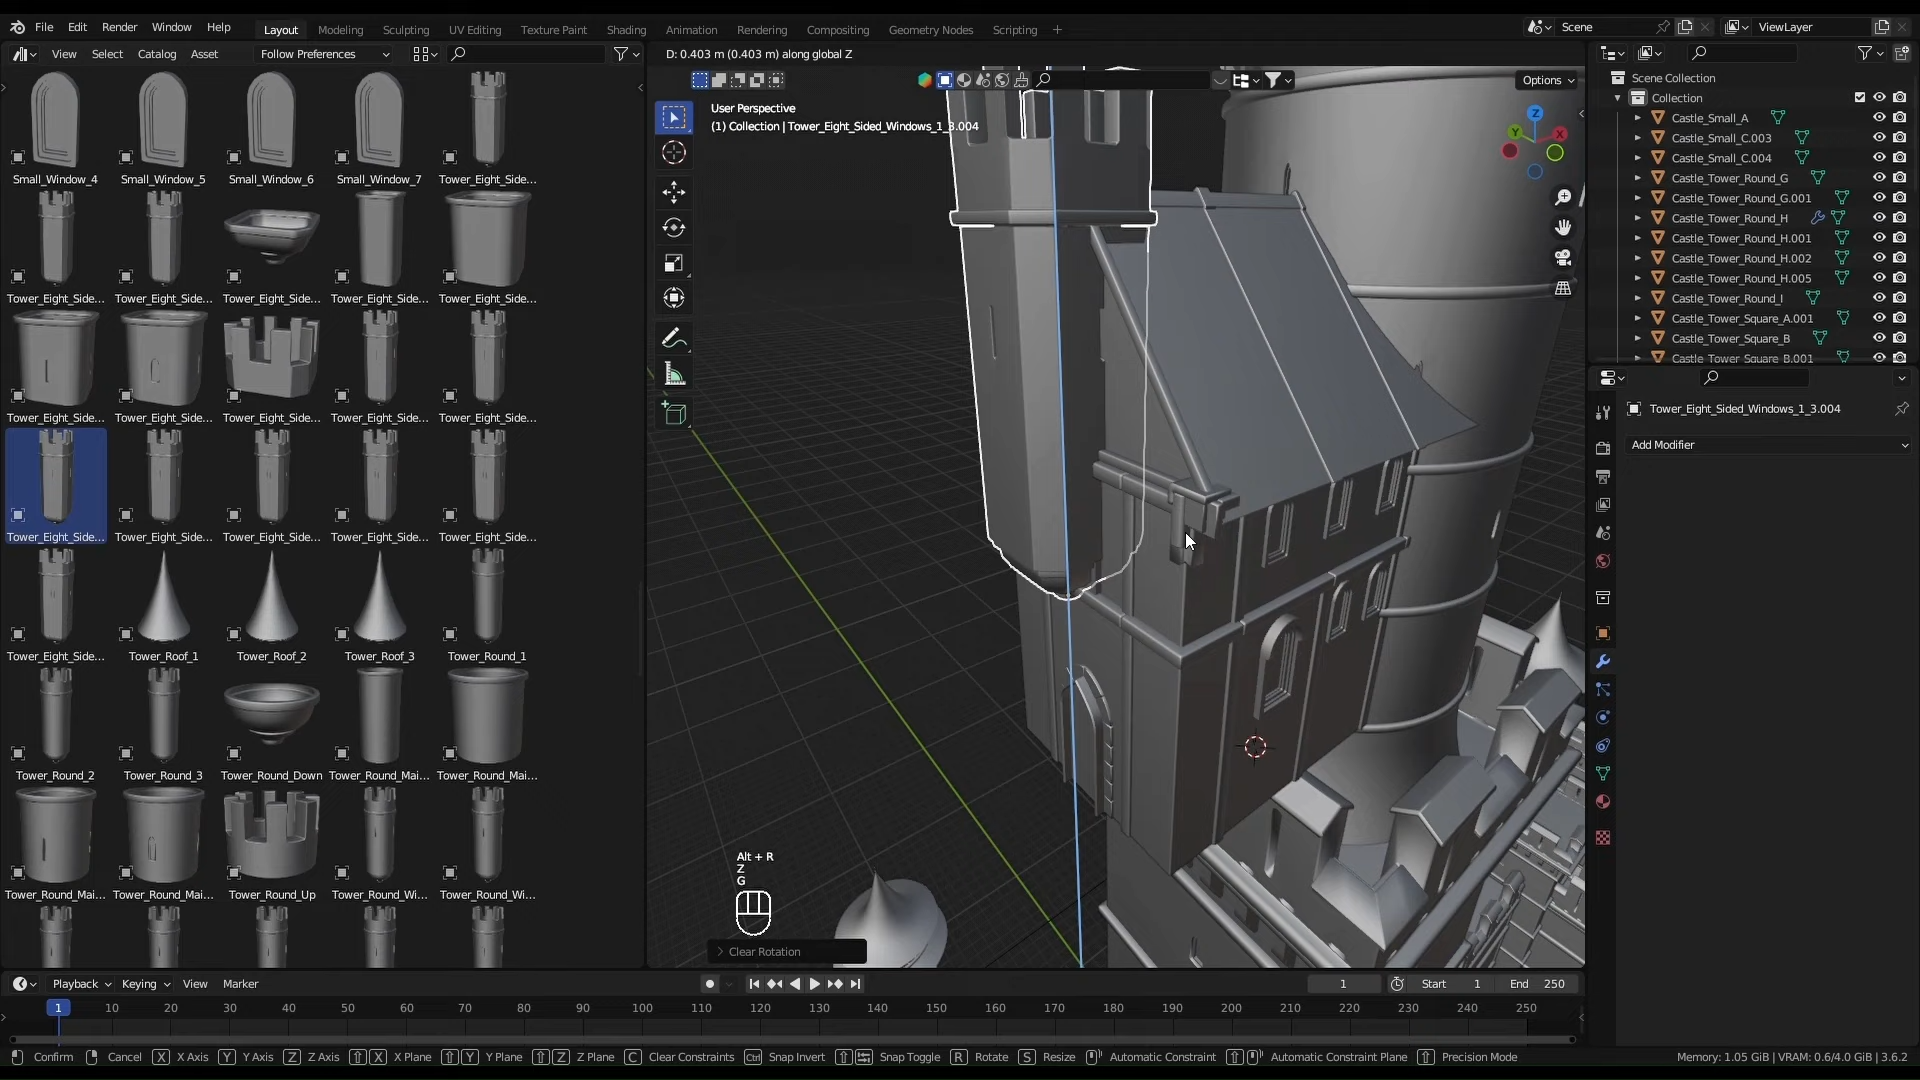 File Edit Render Window Help Layout Modeling Sculpting UV Editing Texture Paint Shading Animation Rendering Compositing Geometry Nodes Scripting + Scene ViewLayer
View Select Catalog Asset Follow Preferences D: 0.403 m (0.403 m) along global Z
Options
User Perspective
(1) Collection | Tower_Eight_Sided_Windows_1_3.004
Z
Y
X
Scene Collection
Collection
Castle_Small_A
Castle_Small_C.003
Castle_Small_C.004
Castle_Tower_Round_G
Castle_Tower_Round_G.001
Castle_Tower_Round_H
Castle_Tower_Round_H.001
Castle_Tower_Round_H.002
Castle_Tower_Round_H.005
Castle_Tower_Round_I
Castle_Tower_Square_A.001
Castle_Tower_Square_B
Castle_Tower_Square_B.001
Tower_Eight_Sided_Windows_1_3.004
Add Modifier
Small_Window_4 Small_Window_5 Small_Window_6 Small_Window_7 Tower_Eight_Side...
Tower_Eight_Side... Tower_Eight_Side... Tower_Eight_Side... Tower_Eight_Side... Tower_Eight_Side...
Tower_Eight_Side... Tower_Eight_Side... Tower_Eight_Side... Tower_Eight_Side... Tower_Eight_Side...
Tower_Eight_Side... Tower_Eight_Side... Tower_Eight_Side... Tower_Eight_Side... Tower_Eight_Side...
Tower_Eight_Side... Tower_Roof_1 Tower_Roof_2 Tower_Roof_3 Tower_Round_1
Tower_Round_2 Tower_Round_3 Tower_Round_Down Tower_Round_Mai... Tower_Round_Mai...
Tower_Round_Mai... Tower_Round_Mai... Tower_Round_Up Tower_Round_Wi... Tower_Round_Wi...
Alt + R
Z
G
Clear Rotation
Playback Keying View Marker 1 Start 1 End 250
1 10 20 30 40 50 60 70 80 90 100 110 120 130 140 150 160 170 180 190 200 210 220 230 240 250
Confirm Cancel X X Axis Y Y Axis Z Z Axis X X Plane Y Y Plane Z Z Plane C Clear Constraints Ctrl Snap Invert Snap Toggle R Rotate S Resize Automatic Constraint Automatic Constraint Plane Precision Mode Memory: 1.05 GiB | VRAM: 0.6/4.0 GiB | 3.6.2